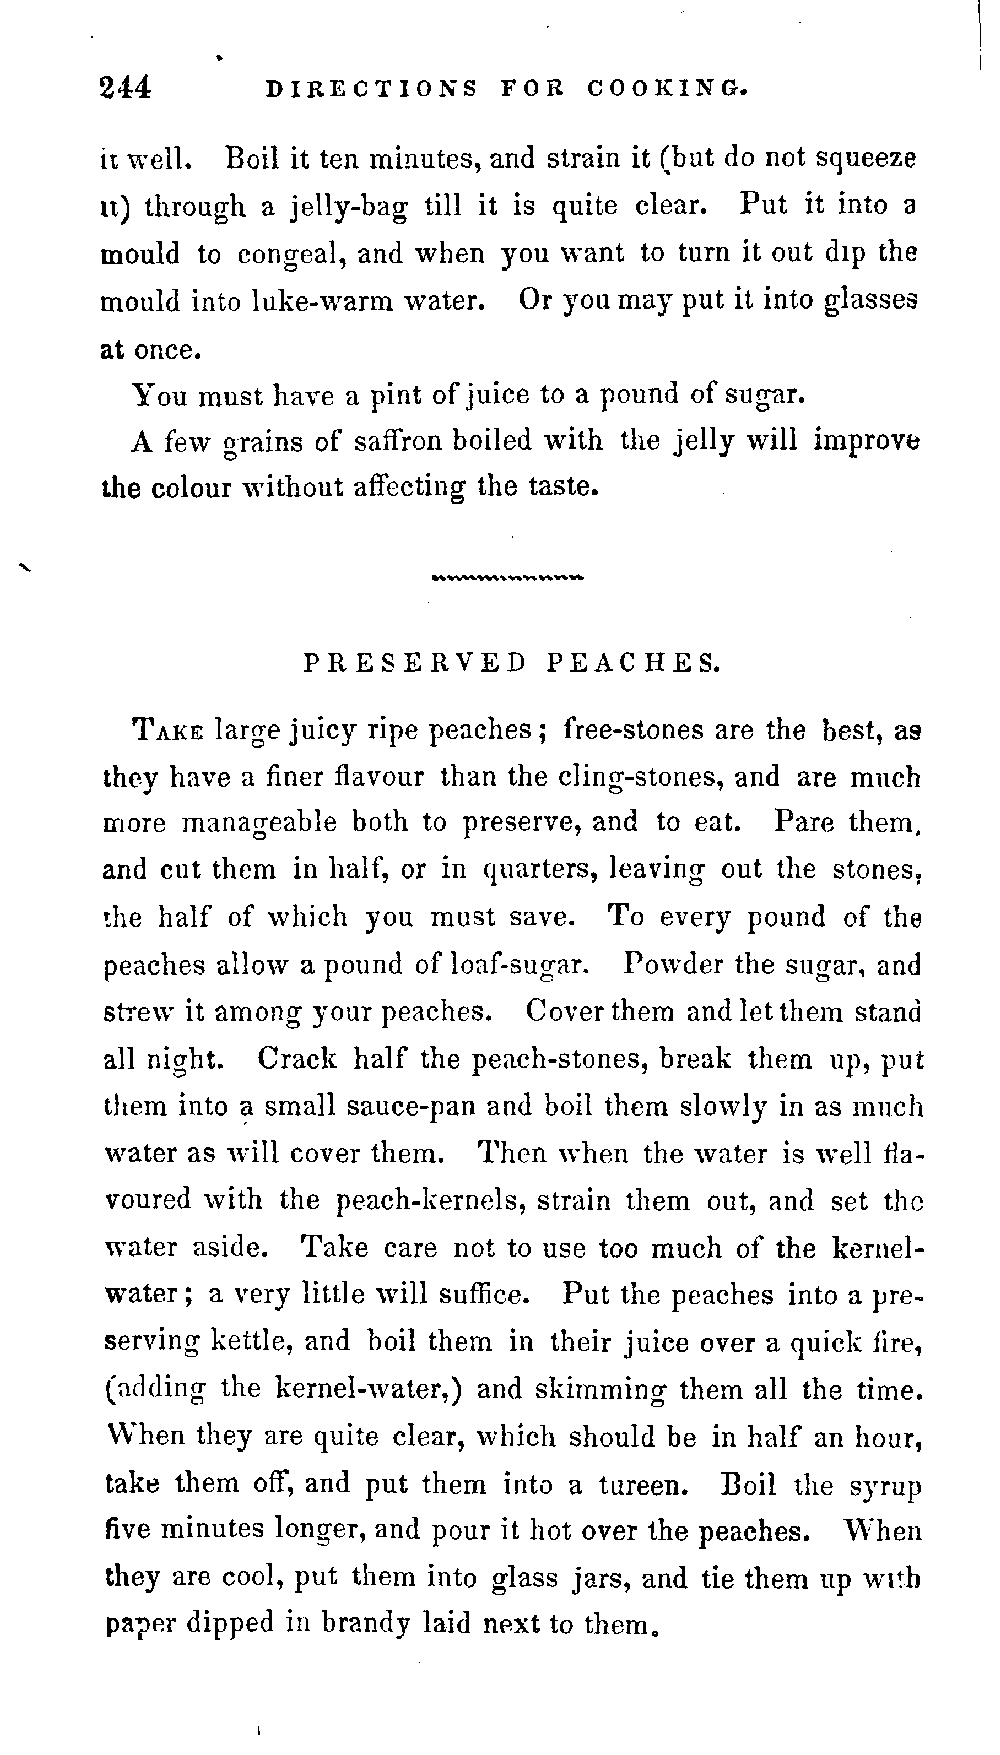 244 DIRECTIONS FOR COOKING.
it well. Boil it ten minutes, and strain it (but do not squeeze
it) through a jelly-bag till it is quite clear. Put it into a
mould to congeal, and when you want to turn it out dip the
mould into luke-warm water. Or you may put it into glasses
at once.
You must have a pint of juice to a pound of sugar.
A few grains of saffron boiled with the jelly will improve
the colour without affecting the taste.
PRESERVED PEACHES.
TAKE large juicy ripe peaches; free-stones are the best, as
they have a finer flavour than the cling-stones, and are much
more manageable both to preserve, and to eat. Pare them,
and cut them in half, or in quarters, leaving out the stones,
the half of which you must save. To every pound of the
peaches allow a pound of loaf-sugar. Powder the sugar, and
strew it among your peaches. Cover them and let them stand
all night. Crack half the peach-stones, break them up, put
them into a small sauce-pan and boil them slowly in as much
water as will cover them. Then when the water is well fla-
voured with the peach-kernels, strain them out, and set the
water aside. Take care not to use too much of the kernel-
water; a very little will suffice. Put the peaches into a pre-
serving kettle, and boil them in their juice over a quick fire,
(adding the kernel-water,) and skimming them all the time.
When they are quite clear, which should be in half an hour,
take them off, and put them into a tureen. Boil the syrup
five minutes longer, and pour it hot over the peaches. When
they are cool, put them into glass jars, and tie them up with
paper dipped in brandy laid next to them.